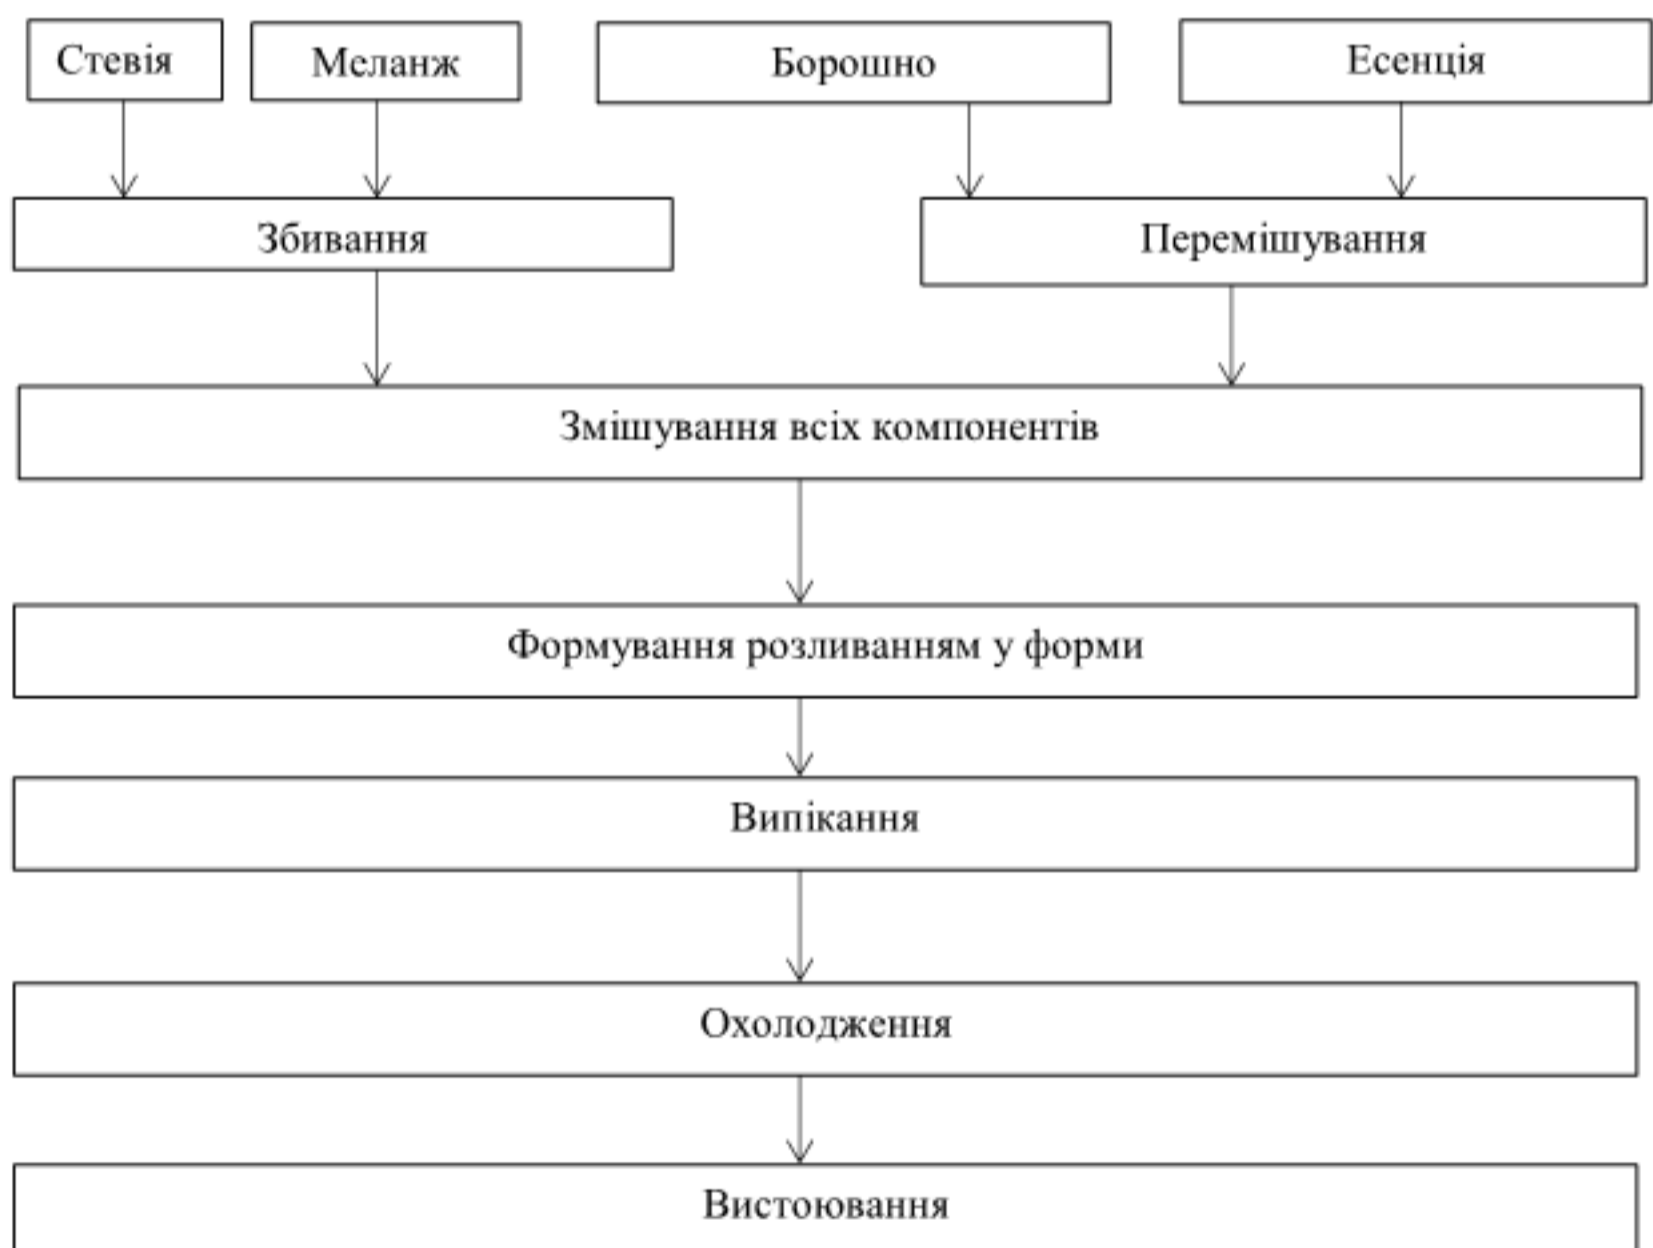 Стевія
Меланж
Борошно
Есенція
Збивання
Перемішування
Змішування всіх компонентів
Формування розливанням у форми
Випікання
Охолодження
Вистоювання